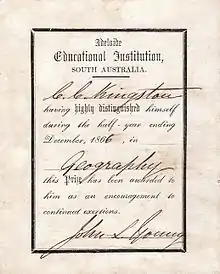 Adelaide
Educational Institution,
SOUTH AUSTRALIA.
C. C. Kingston
having highly distinguished himself
during the half-year ending
December, 1866, in
Geography
this Prize has been awarded to
him as an encouragement to
continued exertions.
John L Young